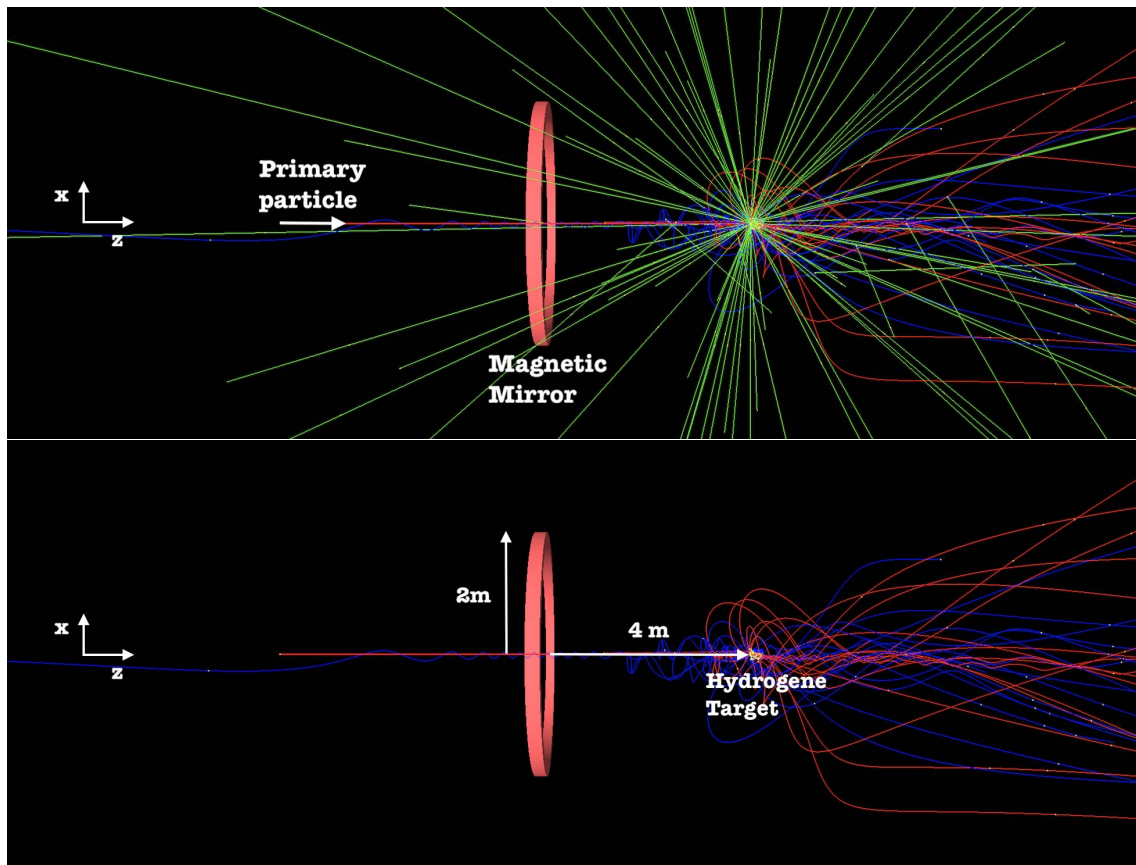 Primary
particle
x
z
Magnetic
Mirror
2m
4 m
x
z
Hydrogene
Target